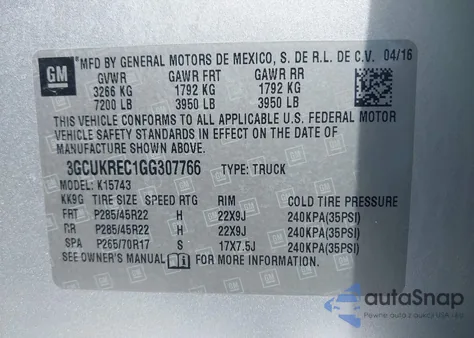 GM
MFD BY GENERAL MOTORS DE MEXICO, S. DE R.L. DE C.V. 04/16
GVWR GAWR FRT GAWR RR
3266 KG 1792 KG 1792 KG
7200 LB 3950 LB 3950 LB
THIS VEHICLE CONFORMS TO ALL APPLICABLE U.S. FEDERAL MOTOR
VEHICLE SAFETY STANDARDS IN EFFECT ON THE DATE OF
MANUFACTURE SHOWN ABOVE.
3GCUKREC1GG307766 TYPE: TRUCK
MODEL: K15743
KK9G TIRE SIZE SPEED RIM COLD TIRE PRESSURE
FRT P285/45R22 H 22X9J 240KPA(35PSI)
RR P285/45R22 H 22X9J 240KPA(35PSI)
SPA P265/70R17 S 17X7.5J 240KPA(35PSI)
SEE OWNER'S MANUAL FOR MORE INFORMATION
autoSnap
Pewne auta z aukcji USA i